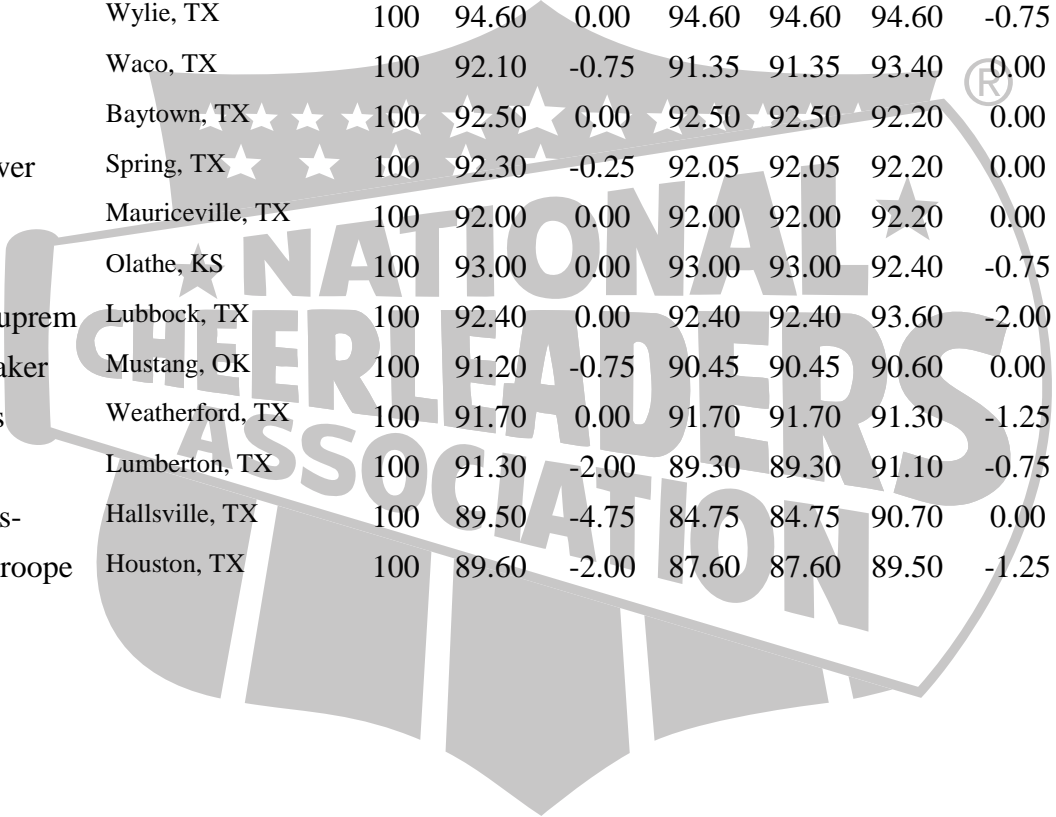 Wylie, TX 100 94.60 0.00 94.60 94.60 94.60 -0.75
Waco, TX 100 92.10 -0.75 91.35 91.35 93.40 0.00
Baytown, TX 100 92.50 0.00 92.50 92.50 92.20 0.00
ver Spring, TX 100 92.30 -0.25 92.05 92.05 92.20 0.00
Mauriceville, TX 100 92.00 0.00 92.00 92.00 92.20 0.00
Olathe, KS 100 93.00 0.00 93.00 93.00 92.40 -0.75
uprem Lubbock, TX 100 92.40 0.00 92.40 92.40 93.60 -2.00
aker Mustang, OK 100 91.20 -0.75 90.45 90.45 90.60 0.00
s Weatherford, TX 100 91.70 0.00 91.70 91.70 91.30 -1.25
Lumberton, TX 100 91.30 -2.00 89.30 89.30 91.10 -0.75
s- Hallsville, TX 100 89.50 -4.75 84.75 84.75 90.70 0.00
roope Houston, TX 100 89.60 -2.00 87.60 87.60 89.50 -1.25
NATIONAL
CHEERLEADERS
ASSOCIATION
®